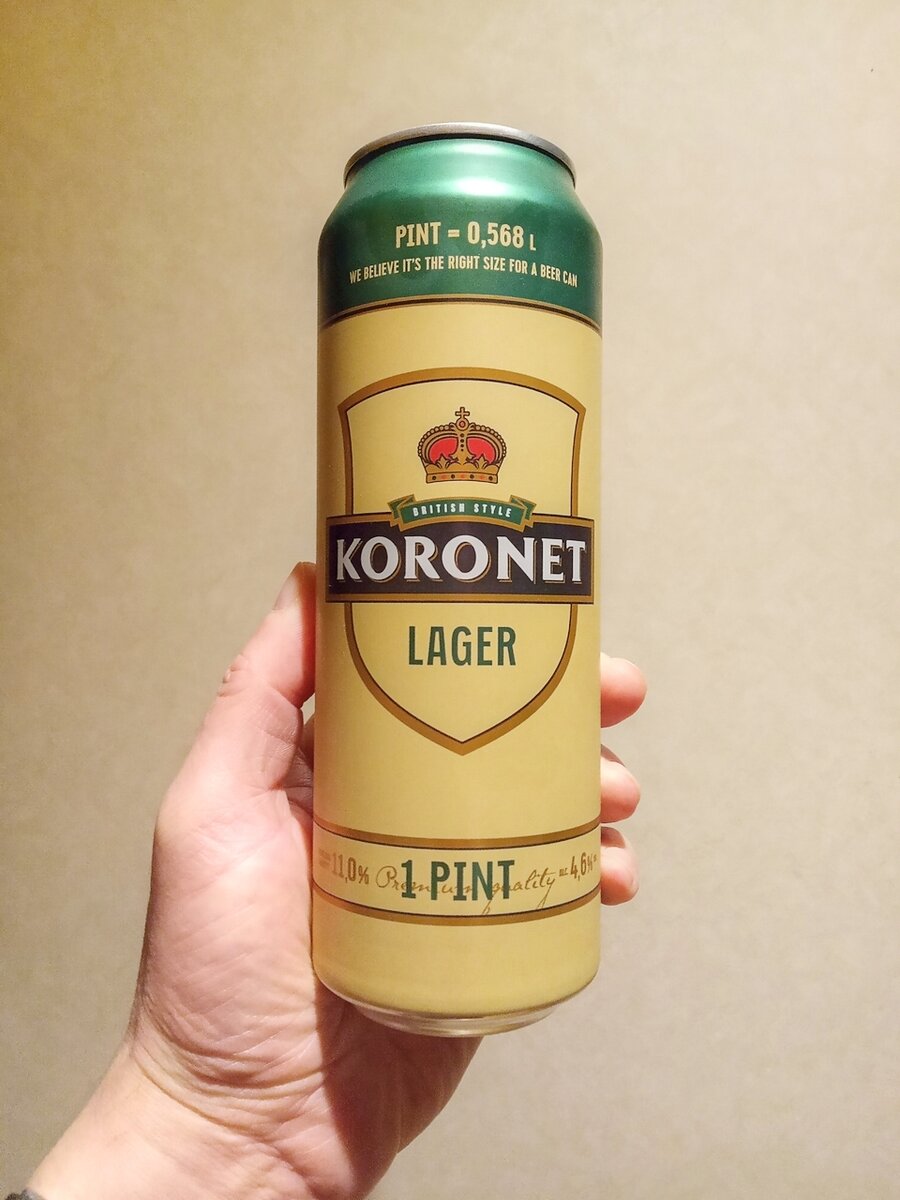 PINT = 0,568 L
WE BELIEVE IT'S THE RIGHT SIZE FOR A BEER CAN
BRITISH STYLE
KORONET
LAGER
11,0% Premium quality ALC. 4,6%
1 PINT